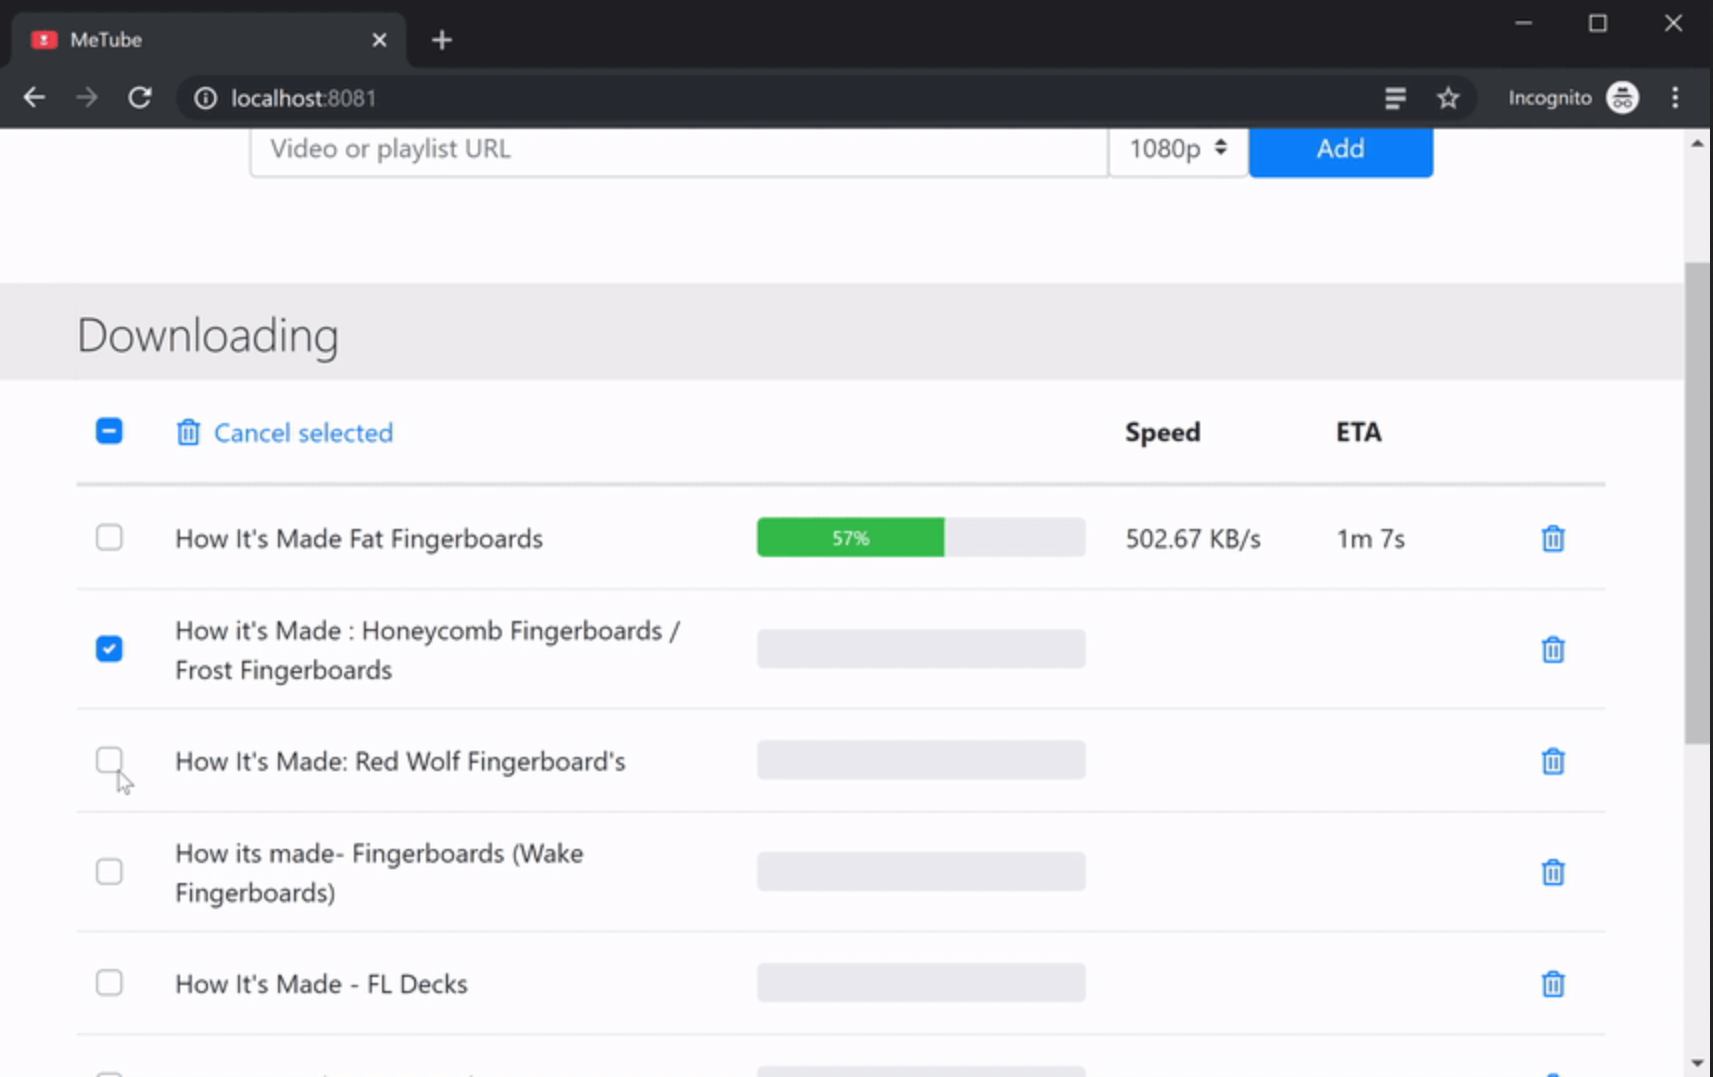 MeTube
localhost:8081
Incognito
Video or playlist URL
1080p
Add
Downloading
Cancel selected
Speed
ETA
How It's Made Fat Fingerboards
57%
502.67 KB/s
1m 7s
How it's Made : Honeycomb Fingerboards /
Frost Fingerboards
How It's Made: Red Wolf Fingerboard's
How its made- Fingerboards (Wake
Fingerboards)
How It's Made - FL Decks